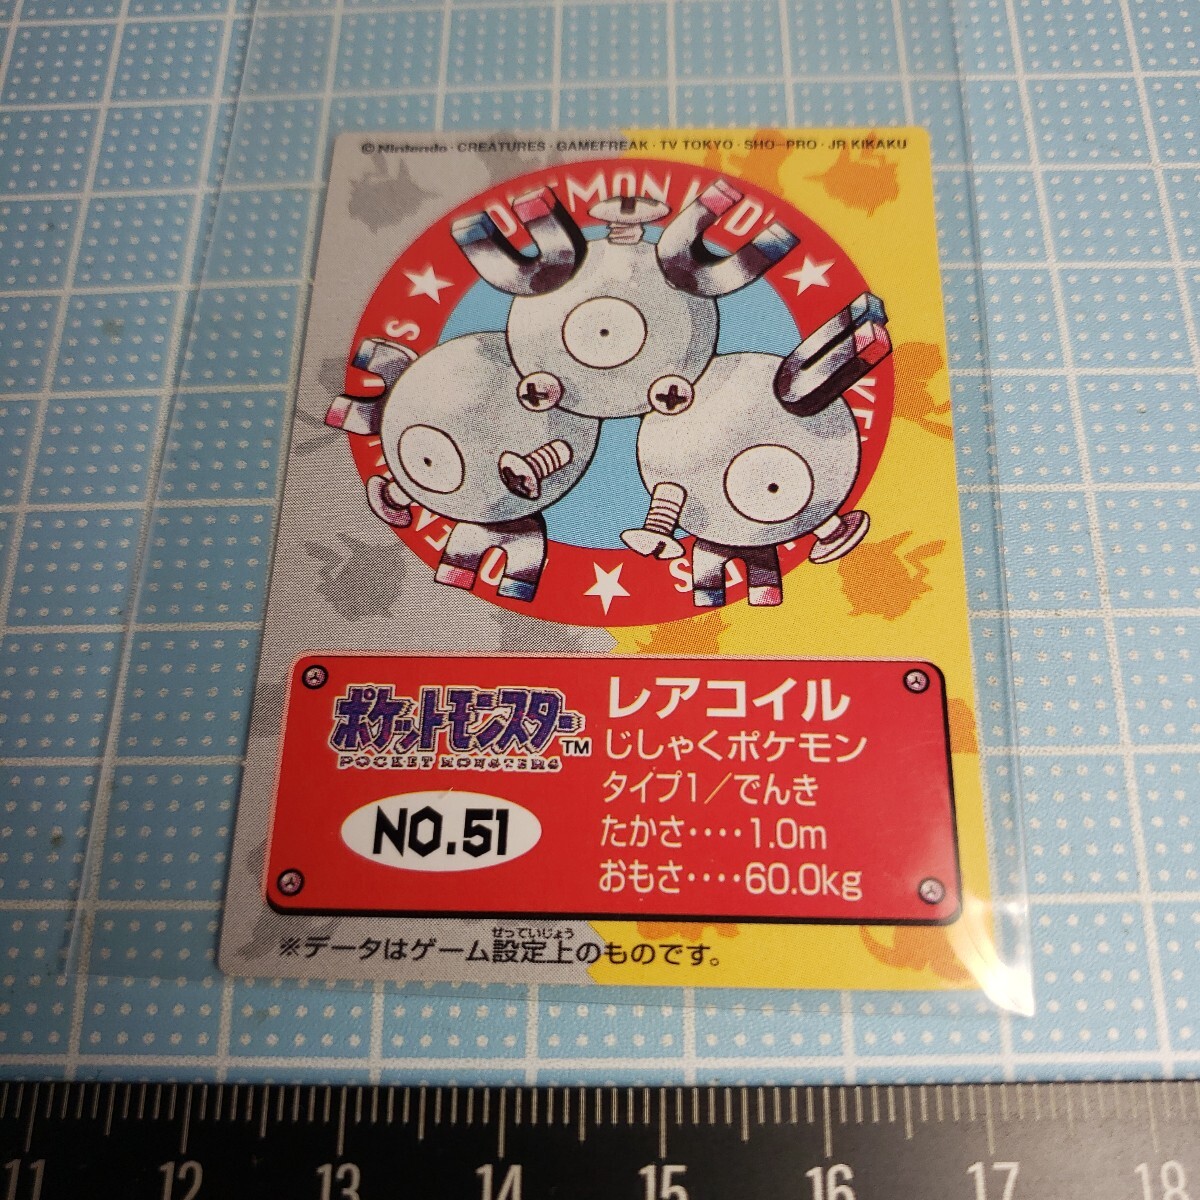 ©Nintendo・CREATURES・GAMEFREAK・TV TOKYO・SHO-PRO・JR KIKAKU
ポケットモンスター TM
POCKET MONSTERS
NO.51
レアコイル
じしゃくポケモン
タイプ1/でんき
たかさ‥‥1.0m
おもさ‥‥60.0kg
せっていじょう
※データはゲーム設定上のものです。
11 12 13 14 15 16 17 18